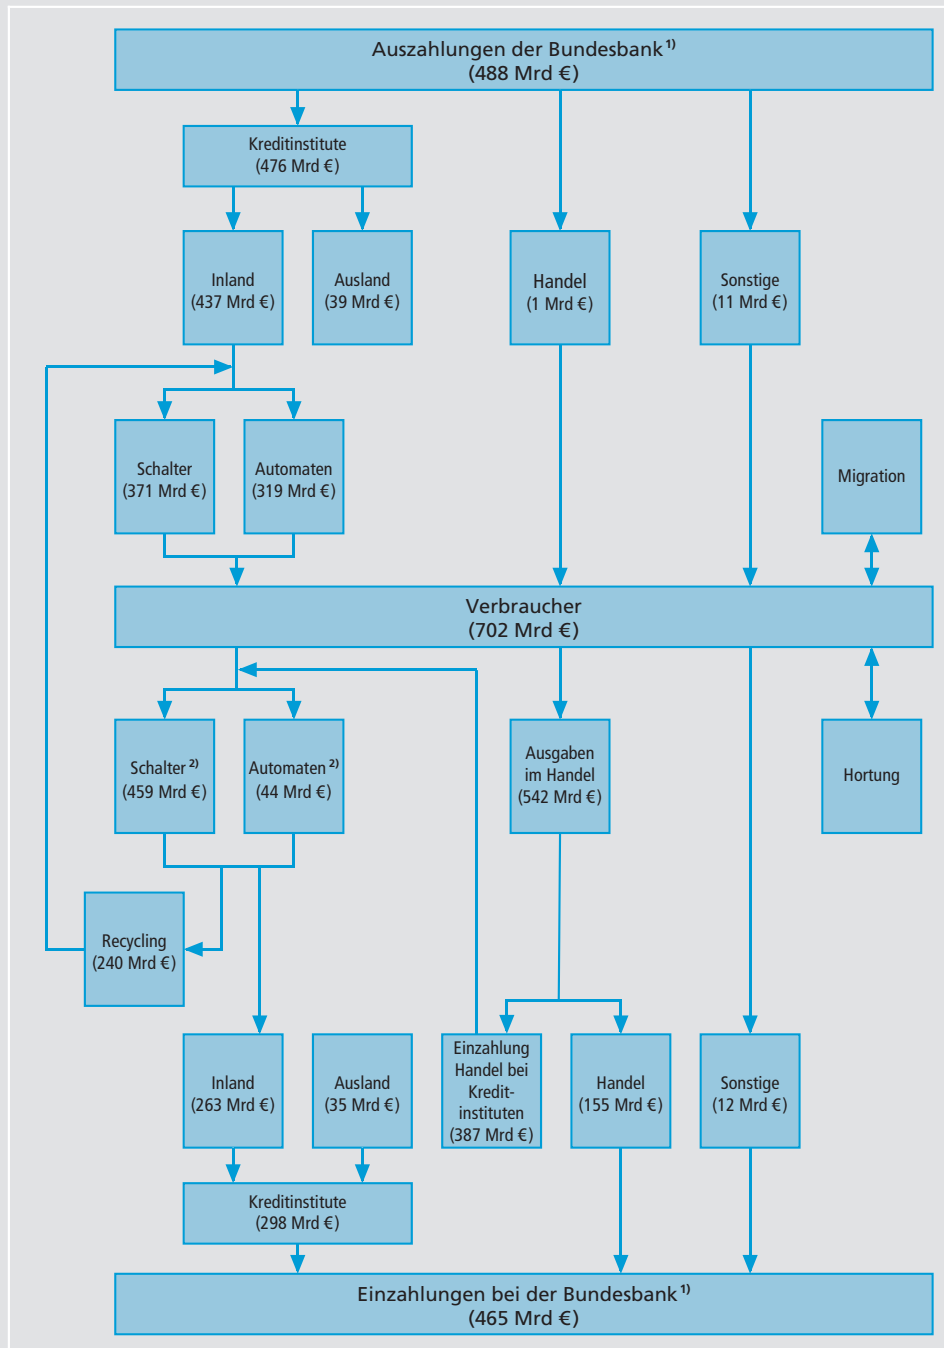 Auszahlungen der Bundesbank 1)
(488 Mrd €)
Kreditinstitute
(476 Mrd €)
Inland
(437 Mrd €)
Ausland
(39 Mrd €)
Handel
(1 Mrd €)
Sonstige
(11 Mrd €)
Schalter
(371 Mrd €)
Automaten
(319 Mrd €)
Migration
Verbraucher
(702 Mrd €)
Schalter 2)
(459 Mrd €)
Automaten 2)
(44 Mrd €)
Ausgaben
im Handel
(542 Mrd €)
Hortung
Recycling
(240 Mrd €)
Inland
(263 Mrd €)
Ausland
(35 Mrd €)
Einzahlung
Handel bei
Kredit-
instituten
(387 Mrd €)
Handel
(155 Mrd €)
Sonstige
(12 Mrd €)
Kreditinstitute
(298 Mrd €)
Einzahlungen bei der Bundesbank 1)
(465 Mrd €)